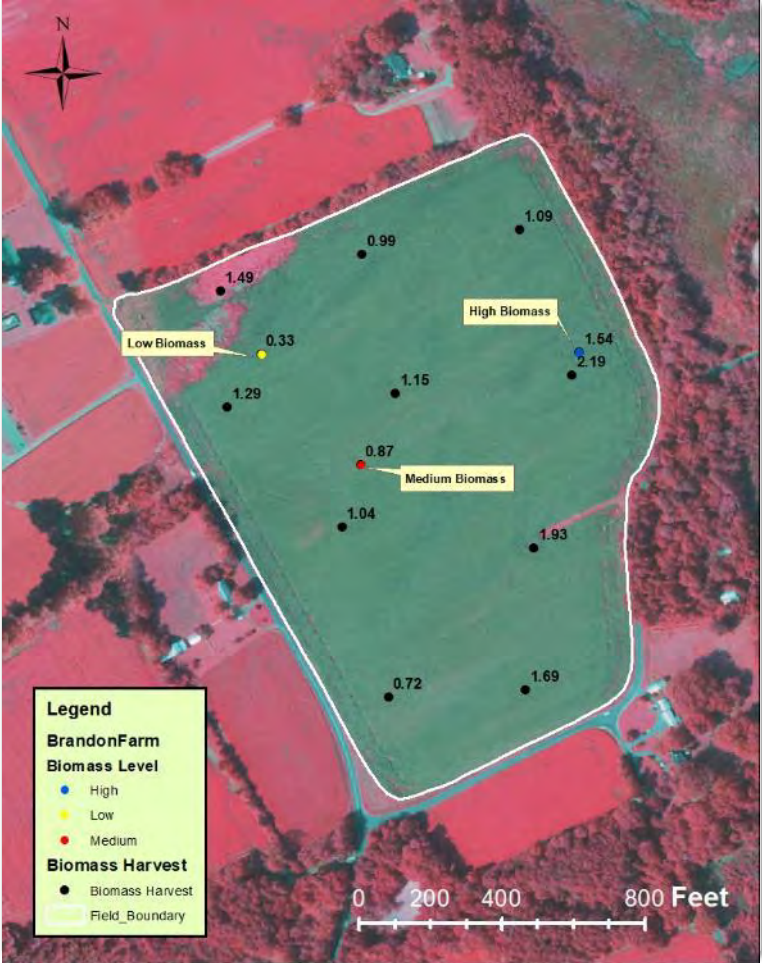 N
1.09
0.99
1.49
High Biomass
Low Biomass
0.33
1.54
2.19
1.29
1.15
0.87
Medium Biomass
1.04
1.93
0.72
1.69
Legend
BrandonFarm
Biomass Level
High
Low
Medium
Biomass Harvest
Biomass Harvest
Field_Boundary
0 200 400 800 Feet